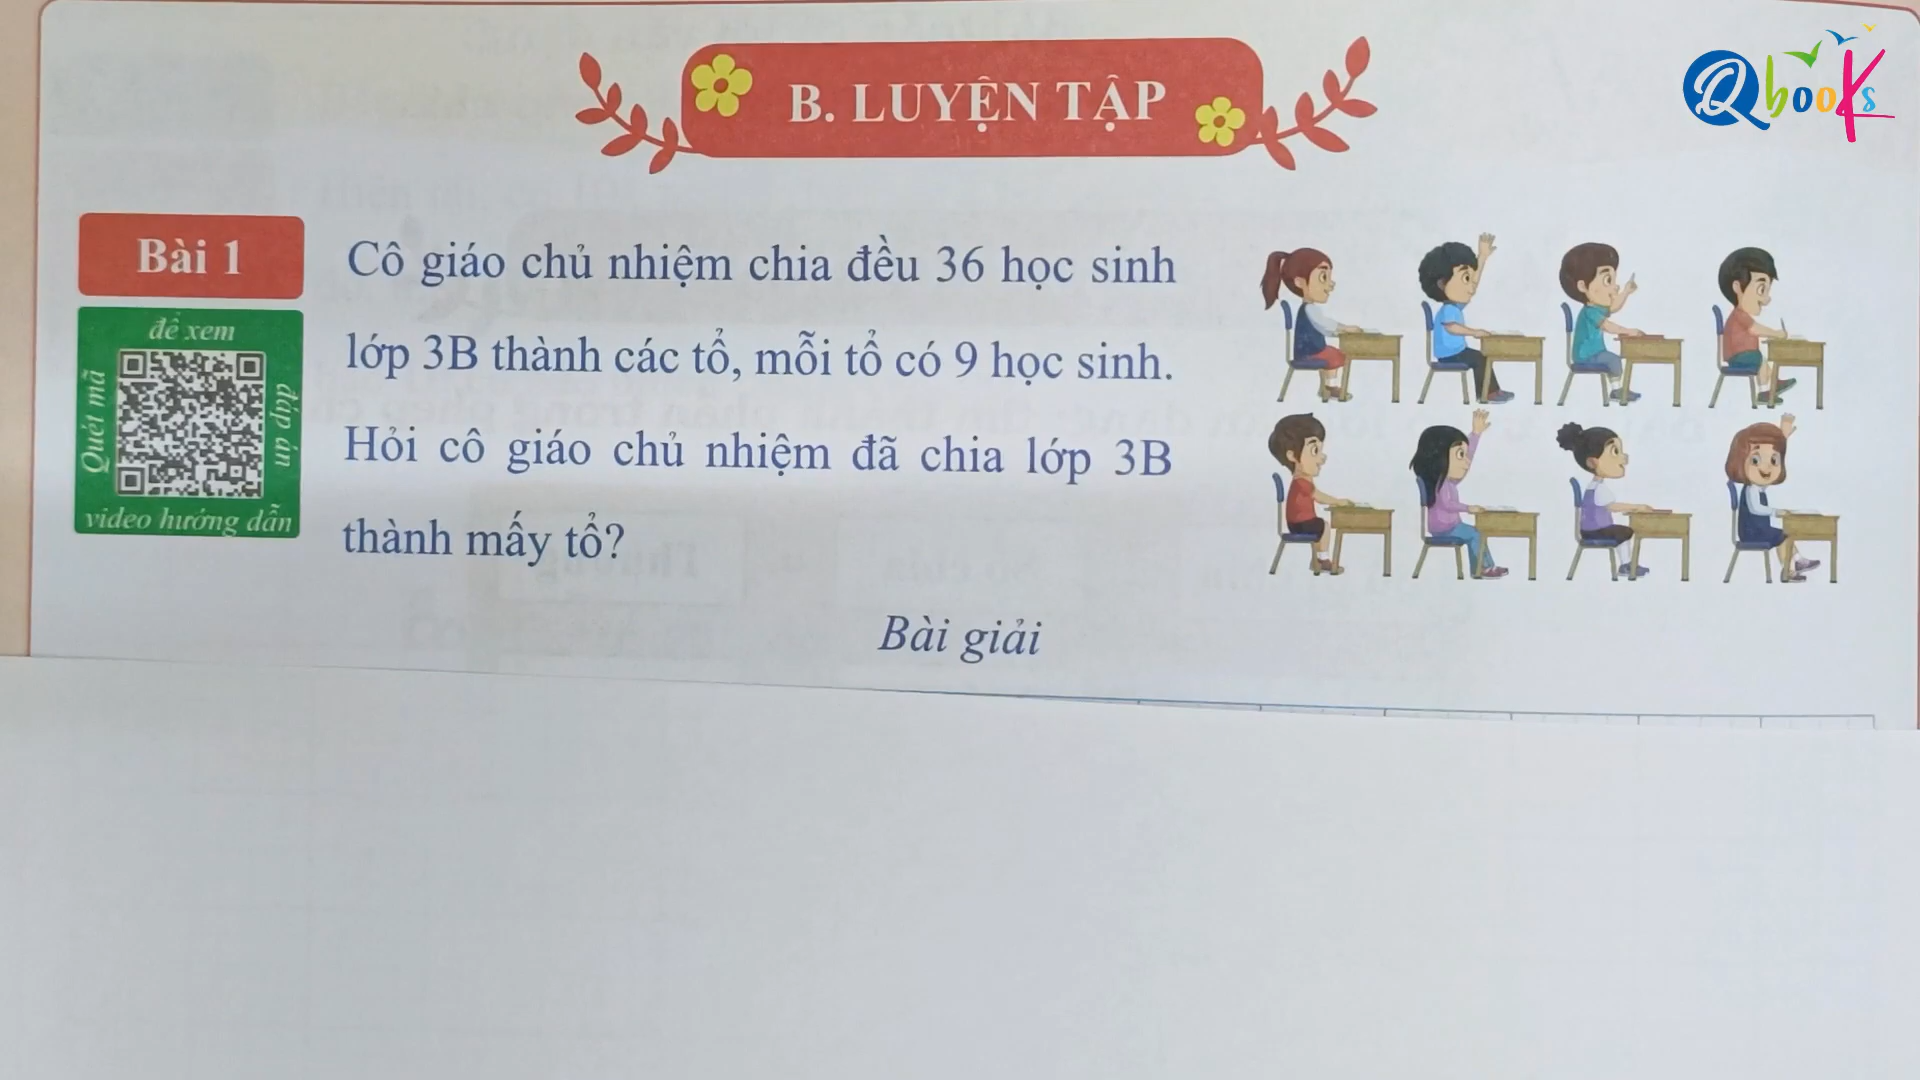 Qbooks
B. LUYỆN TẬP
Bài 1
để xem
Quét mã
đáp án
video hướng dẫn
Cô giáo chủ nhiệm chia đều 36 học sinh
lớp 3B thành các tổ, mỗi tổ có 9 học sinh.
Hỏi cô giáo chủ nhiệm đã chia lớp 3B
thành mấy tổ?
Bài giải